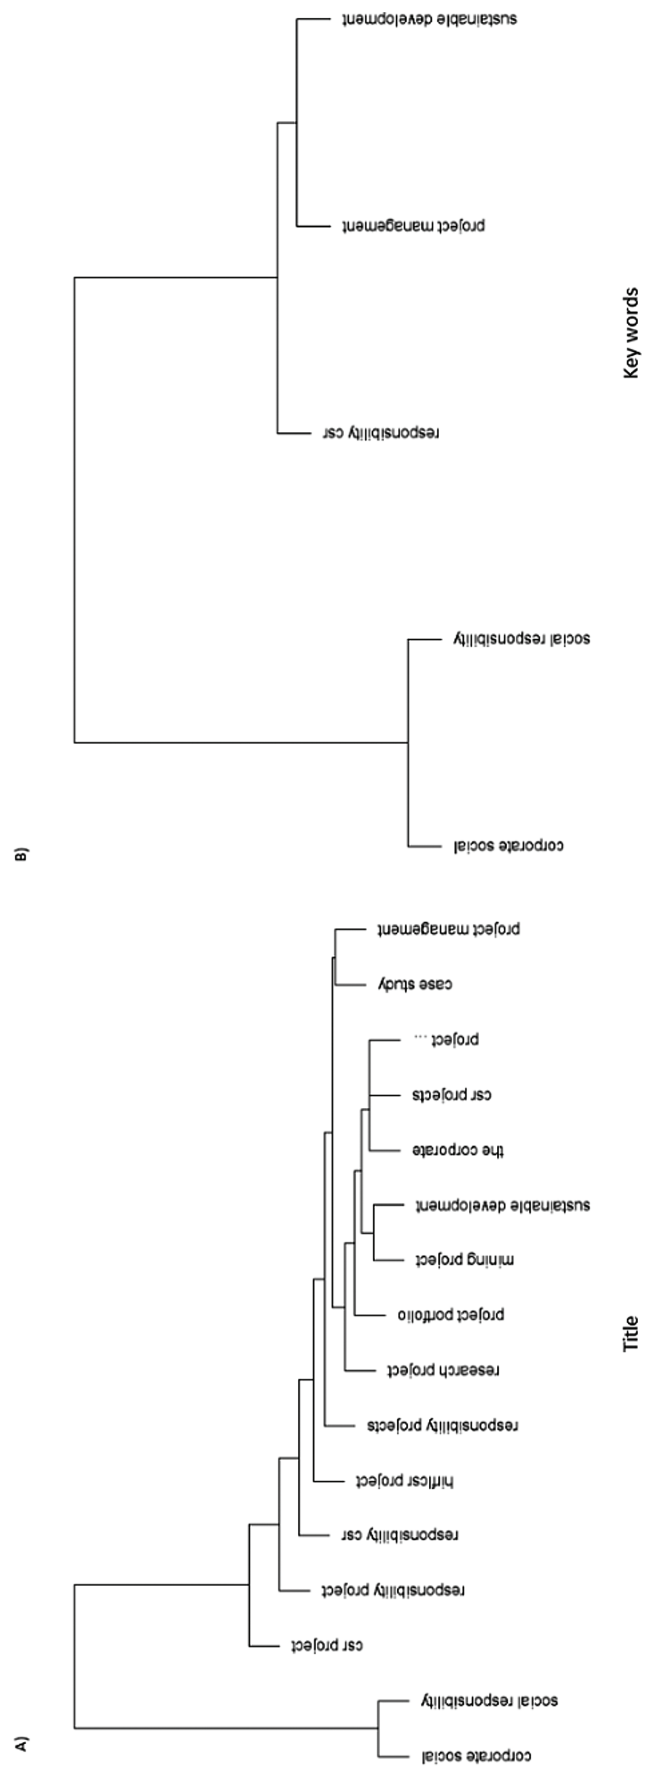 B)
sustainable development
project management
responsibility csr
social responsibility
corporate social
Key words
A)
project management
case study
project …
csr projects
the corporate
sustainable development
mining project
project portfolio
research project
responsibility projects
hirflcsr project
responsibility csr
responsibility project
csr project
social responsibility
corporate social
Title